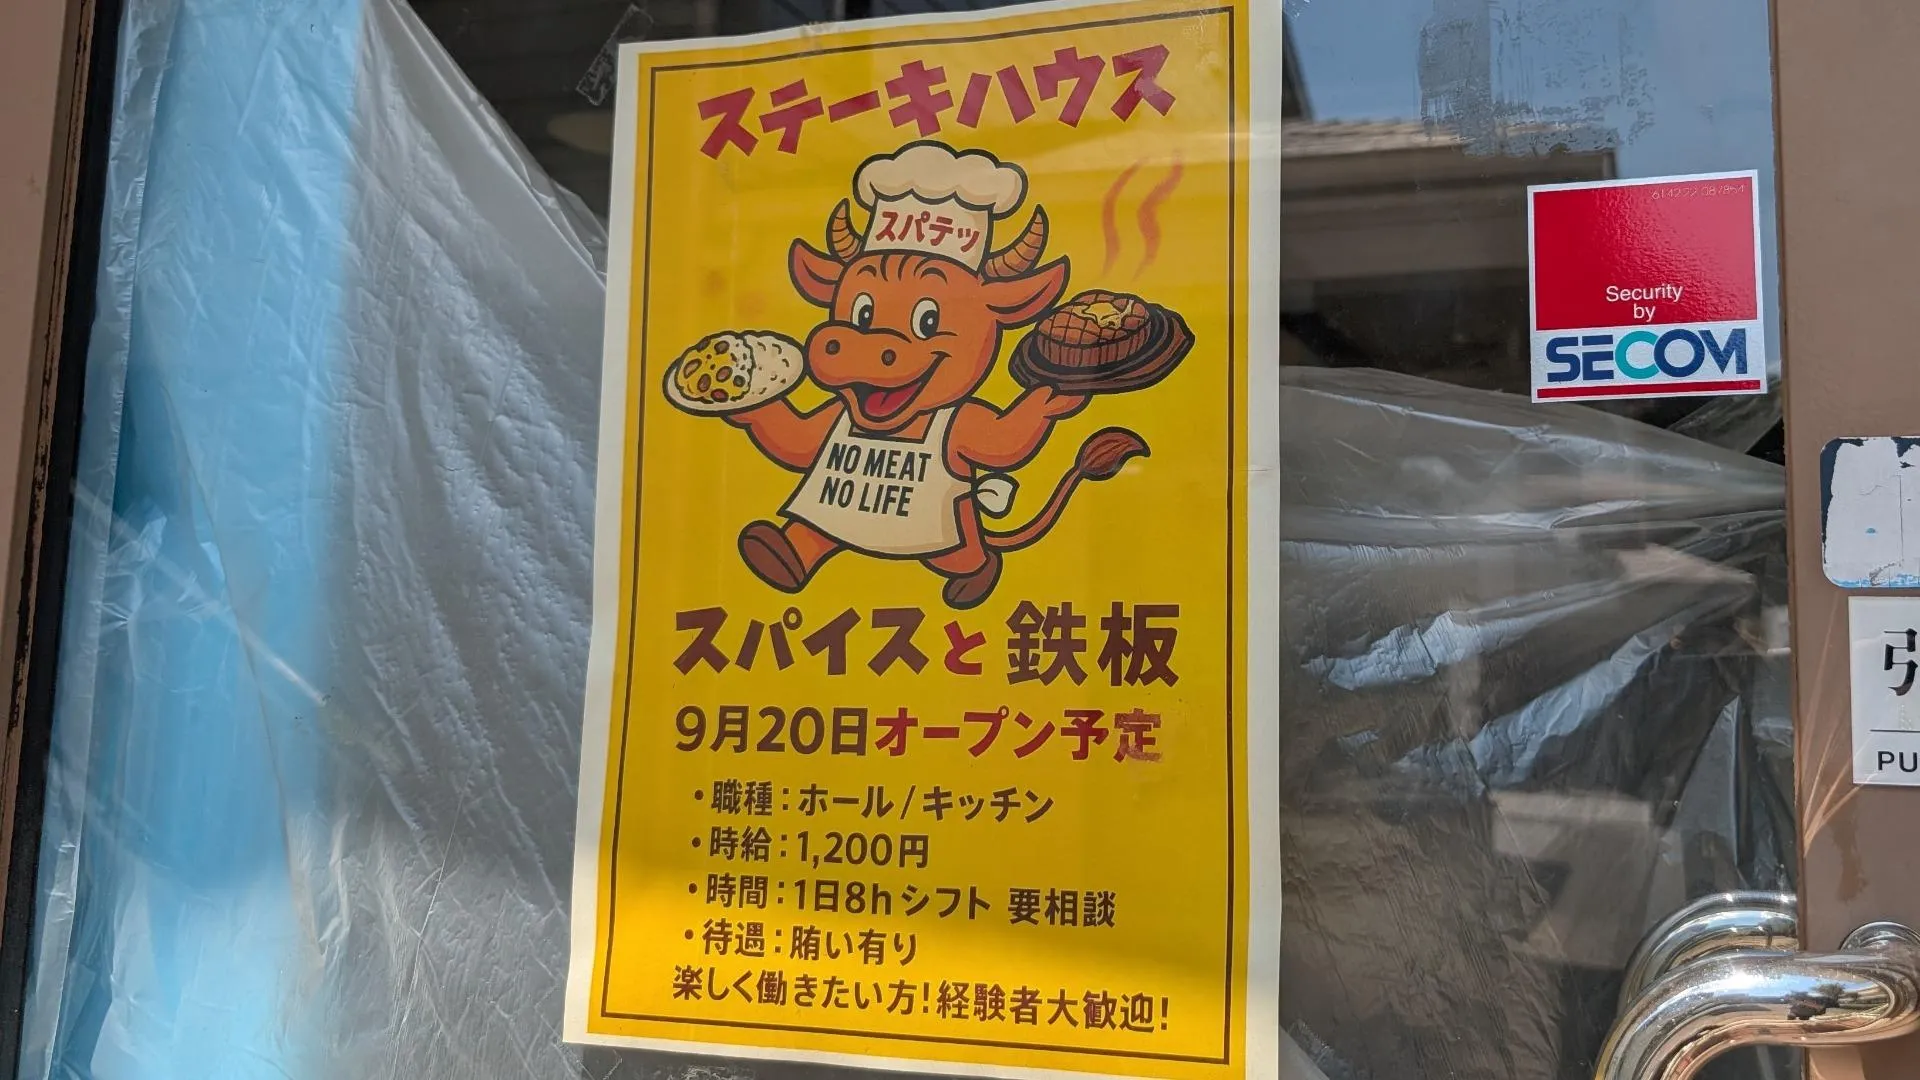 ステーキハウス
スパテッ
NO MEAT
NO LIFE
スパイスと鉄板
9月20日オープン予定
・職種：ホール/キッチン
・時給：1,200円
・時間：1日8hシフト 要相談
・待遇：賄い有り
楽しく働きたい方！経験者大歓迎！
614222 087854
Security
by
SECOM
引
PU